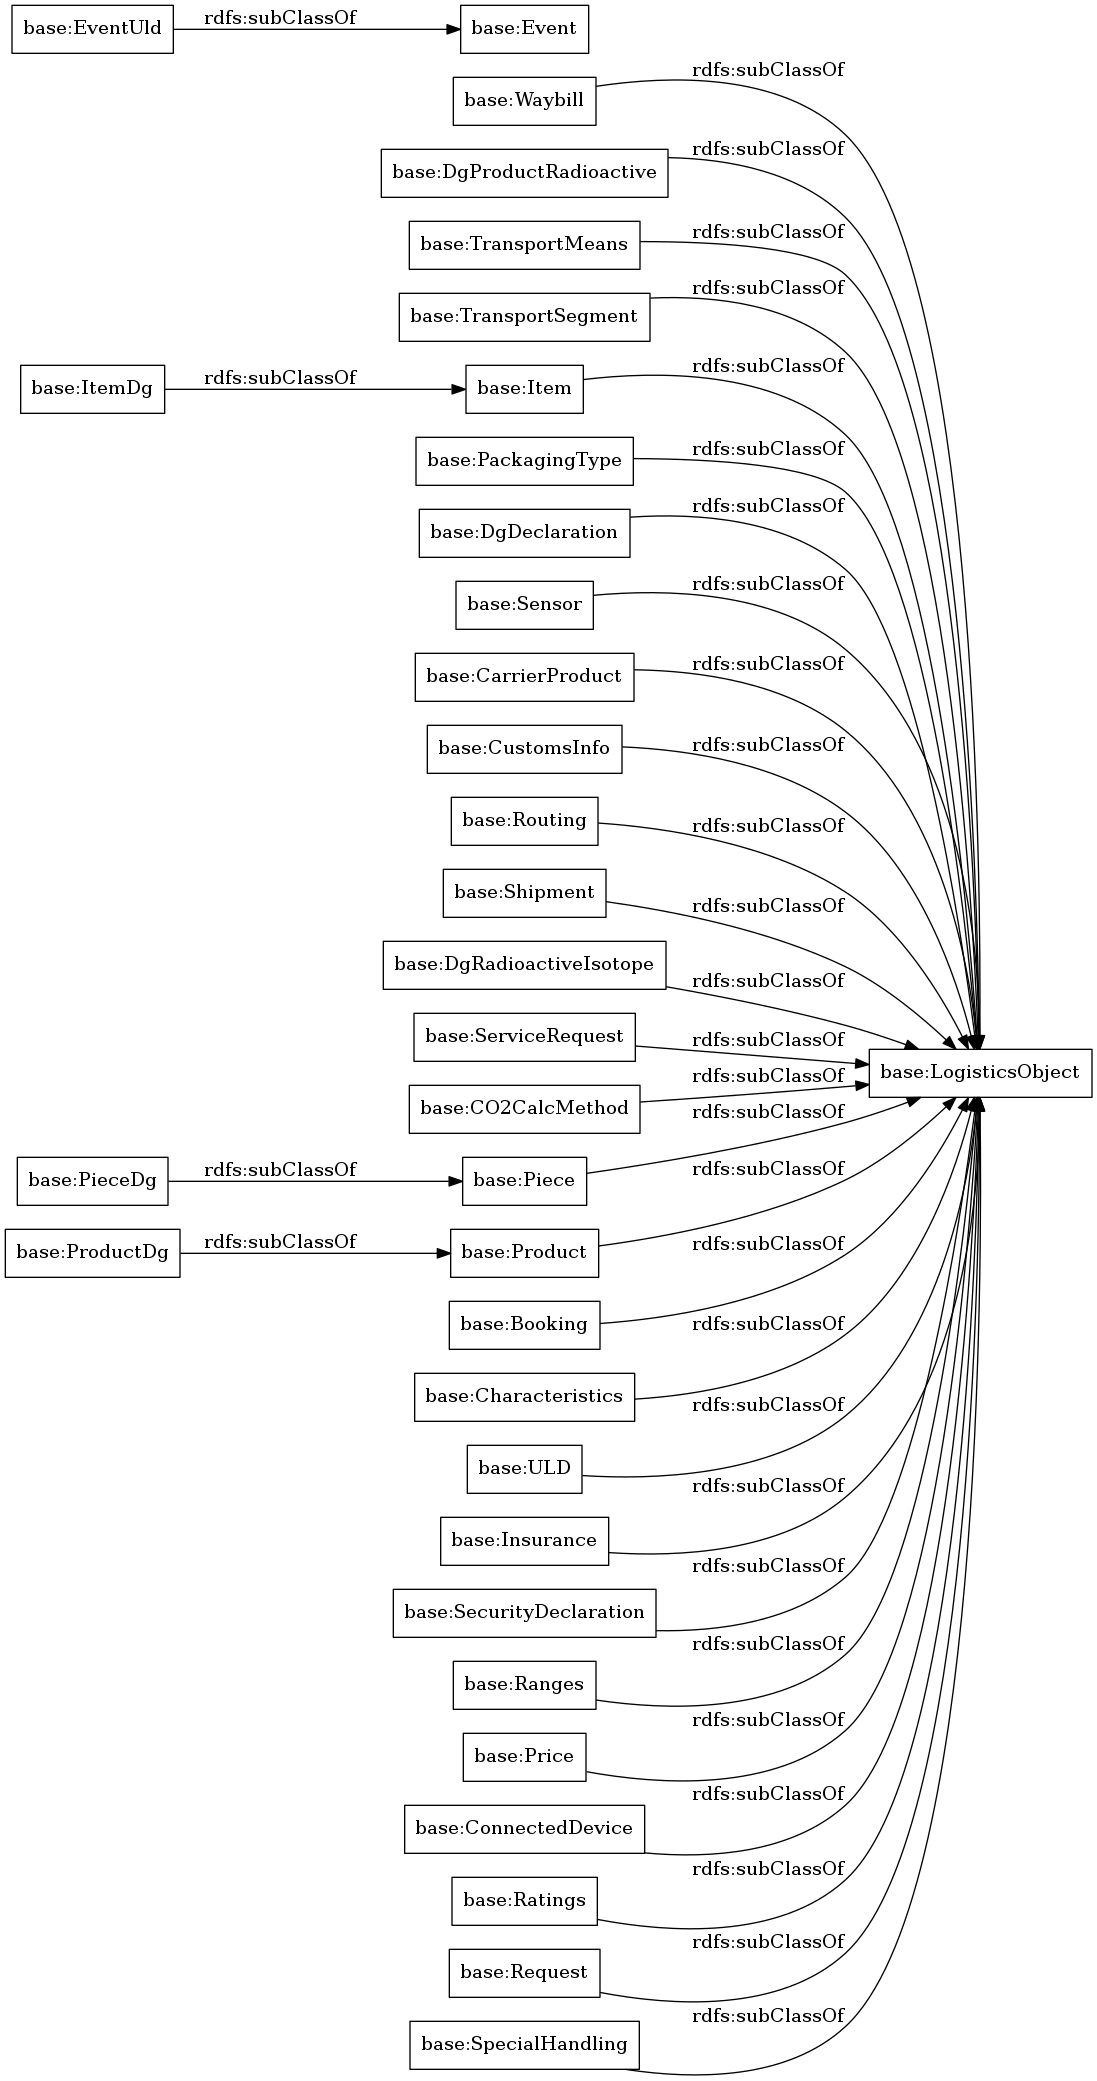 base:EventUld rdfs:subClassOf base:Event
rdfs:subClassOf
base:Waybill
rdfs:subClassOf
base:DgProductRadioactive
rdfs:subClassOf
base:TransportMeans
rdfs:subClassOf
base:TransportSegment
rdfs:subClassOf
base:ItemDg rdfs:subClassOf base:Item
rdfs:subClassOf
base:PackagingType
rdfs:subClassOf
base:DgDeclaration
rdfs:subClassOf
base:Sensor
rdfs:subClassOf
base:CarrierProduct
rdfs:subClassOf
base:CustomsInfo
rdfs:subClassOf
base:Routing
rdfs:subClassOf
base:Shipment
rdfs:subClassOf
base:DgRadioactiveIsotope
rdfs:subClassOf
base:ServiceRequest
rdfs:subClassOf
base:LogisticsObject
rdfs:subClassOf
base:CO2CalcMethod
rdfs:subClassOf
base:Piece
base:PieceDg rdfs:subClassOf
rdfs:subClassOf
base:Product
base:ProductDg rdfs:subClassOf
rdfs:subClassOf
base:Booking
rdfs:subClassOf
base:Characteristics
rdfs:subClassOf
base:ULD
rdfs:subClassOf
base:Insurance
rdfs:subClassOf
base:SecurityDeclaration
rdfs:subClassOf
base:Ranges
rdfs:subClassOf
base:Price
rdfs:subClassOf
base:ConnectedDevice
rdfs:subClassOf
base:Ratings
rdfs:subClassOf
base:Request
rdfs:subClassOf
base:SpecialHandling